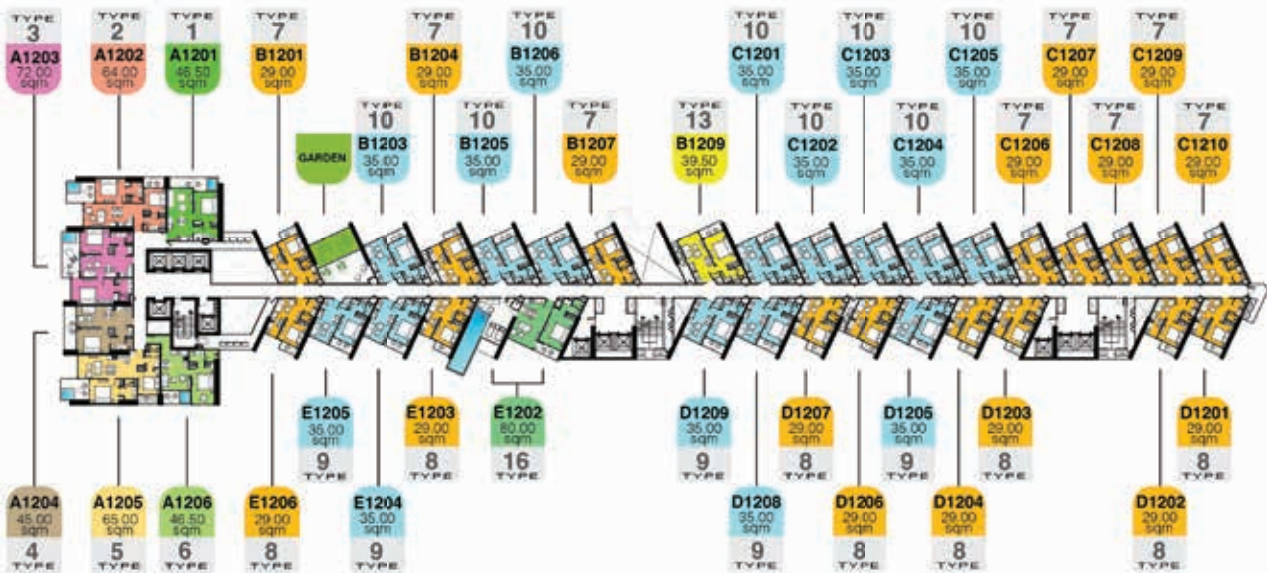 TYPE
3
A1203
72.00
sqm
TYPE
2
A1202
64.00
sqm
TYPE
1
A1201
46.50
sqm
TYPE
7
B1201
29.00
sqm
TYPE
7
B1204
29.00
sqm
TYPE
10
B1206
35.00
sqm
TYPE
10
C1201
35.00
sqm
TYPE
10
C1203
35.00
sqm
TYPE
10
C1205
35.00
sqm
TYPE
7
C1207
29.00
sqm
TYPE
7
C1209
29.00
sqm
GARDEN
TYPE
10
B1203
35.00
sqm
TYPE
10
B1205
35.00
sqm
TYPE
7
B1207
29.00
sqm
TYPE
13
B1209
39.50
sqm
TYPE
10
C1202
35.00
sqm
TYPE
10
C1204
35.00
sqm
TYPE
7
C1206
29.00
sqm
TYPE
7
C1208
29.00
sqm
TYPE
7
C1210
29.00
sqm
E1205
35.00
sqm
9
TYPE
E1203
29.00
sqm
8
TYPE
E1202
80.00
sqm
16
TYPE
D1209
35.00
sqm
9
TYPE
D1207
29.00
sqm
8
TYPE
D1205
35.00
sqm
9
TYPE
D1203
29.00
sqm
8
TYPE
D1201
29.00
sqm
8
TYPE
A1204
45.00
sqm
4
TYPE
A1205
65.00
sqm
5
TYPE
A1206
46.50
sqm
6
TYPE
E1206
29.00
sqm
8
TYPE
E1204
35.00
sqm
9
TYPE
D1208
35.00
sqm
9
TYPE
D1206
29.00
sqm
8
TYPE
D1204
29.00
sqm
8
TYPE
D1202
29.00
sqm
8
TYPE